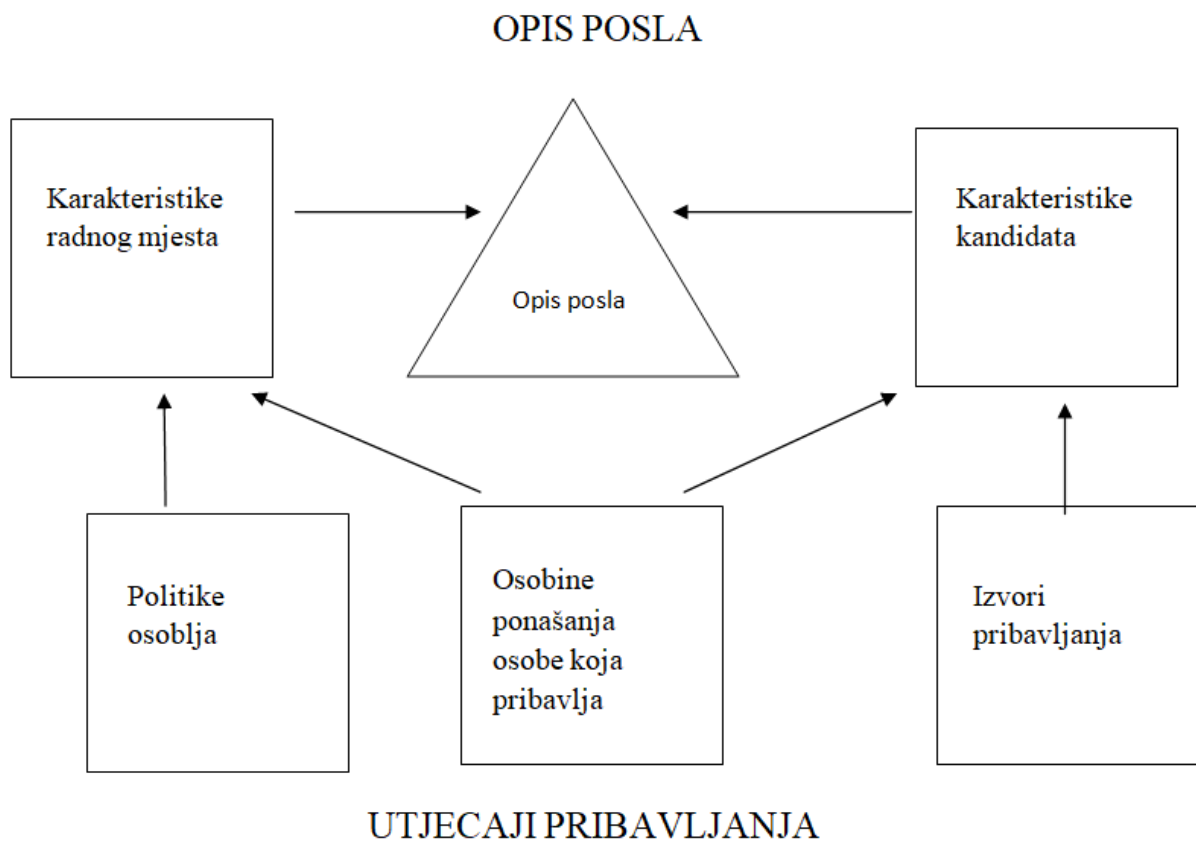 OPIS POSLA
Karakteristike
radnog mjesta
Opis posla
Karakteristike
kandidata
Politike
osoblja
Osobine
ponašanja
osobe koja
pribavlja
Izvori
pribavljanja
UTJECAJI PRIBAVLJANJA